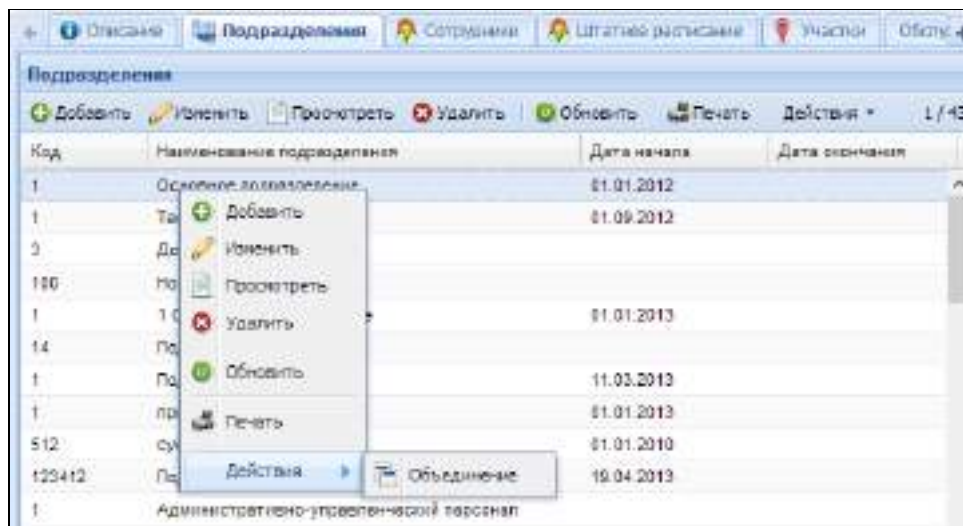 Описание Подразделения Сотрудники Штатное расписание Участки
Подразделения
Добавить Изменить Просмотреть Удалить Обновить Печать Действия 1 / 43
Код Наименование подразделения Дата начала Дата окончания
1 Основное подразделение 01.01.2012
1 01.09.2012
3
100
1 1 01.01.2013
14
1 11.03.2013
1 01.01.2013
512 01.01.2010
123412 19.04.2013
1 Административно-управленческий персонал
Добавить
Изменить
Просмотреть
Удалить
Обновить
Печать
Действия
Объединение